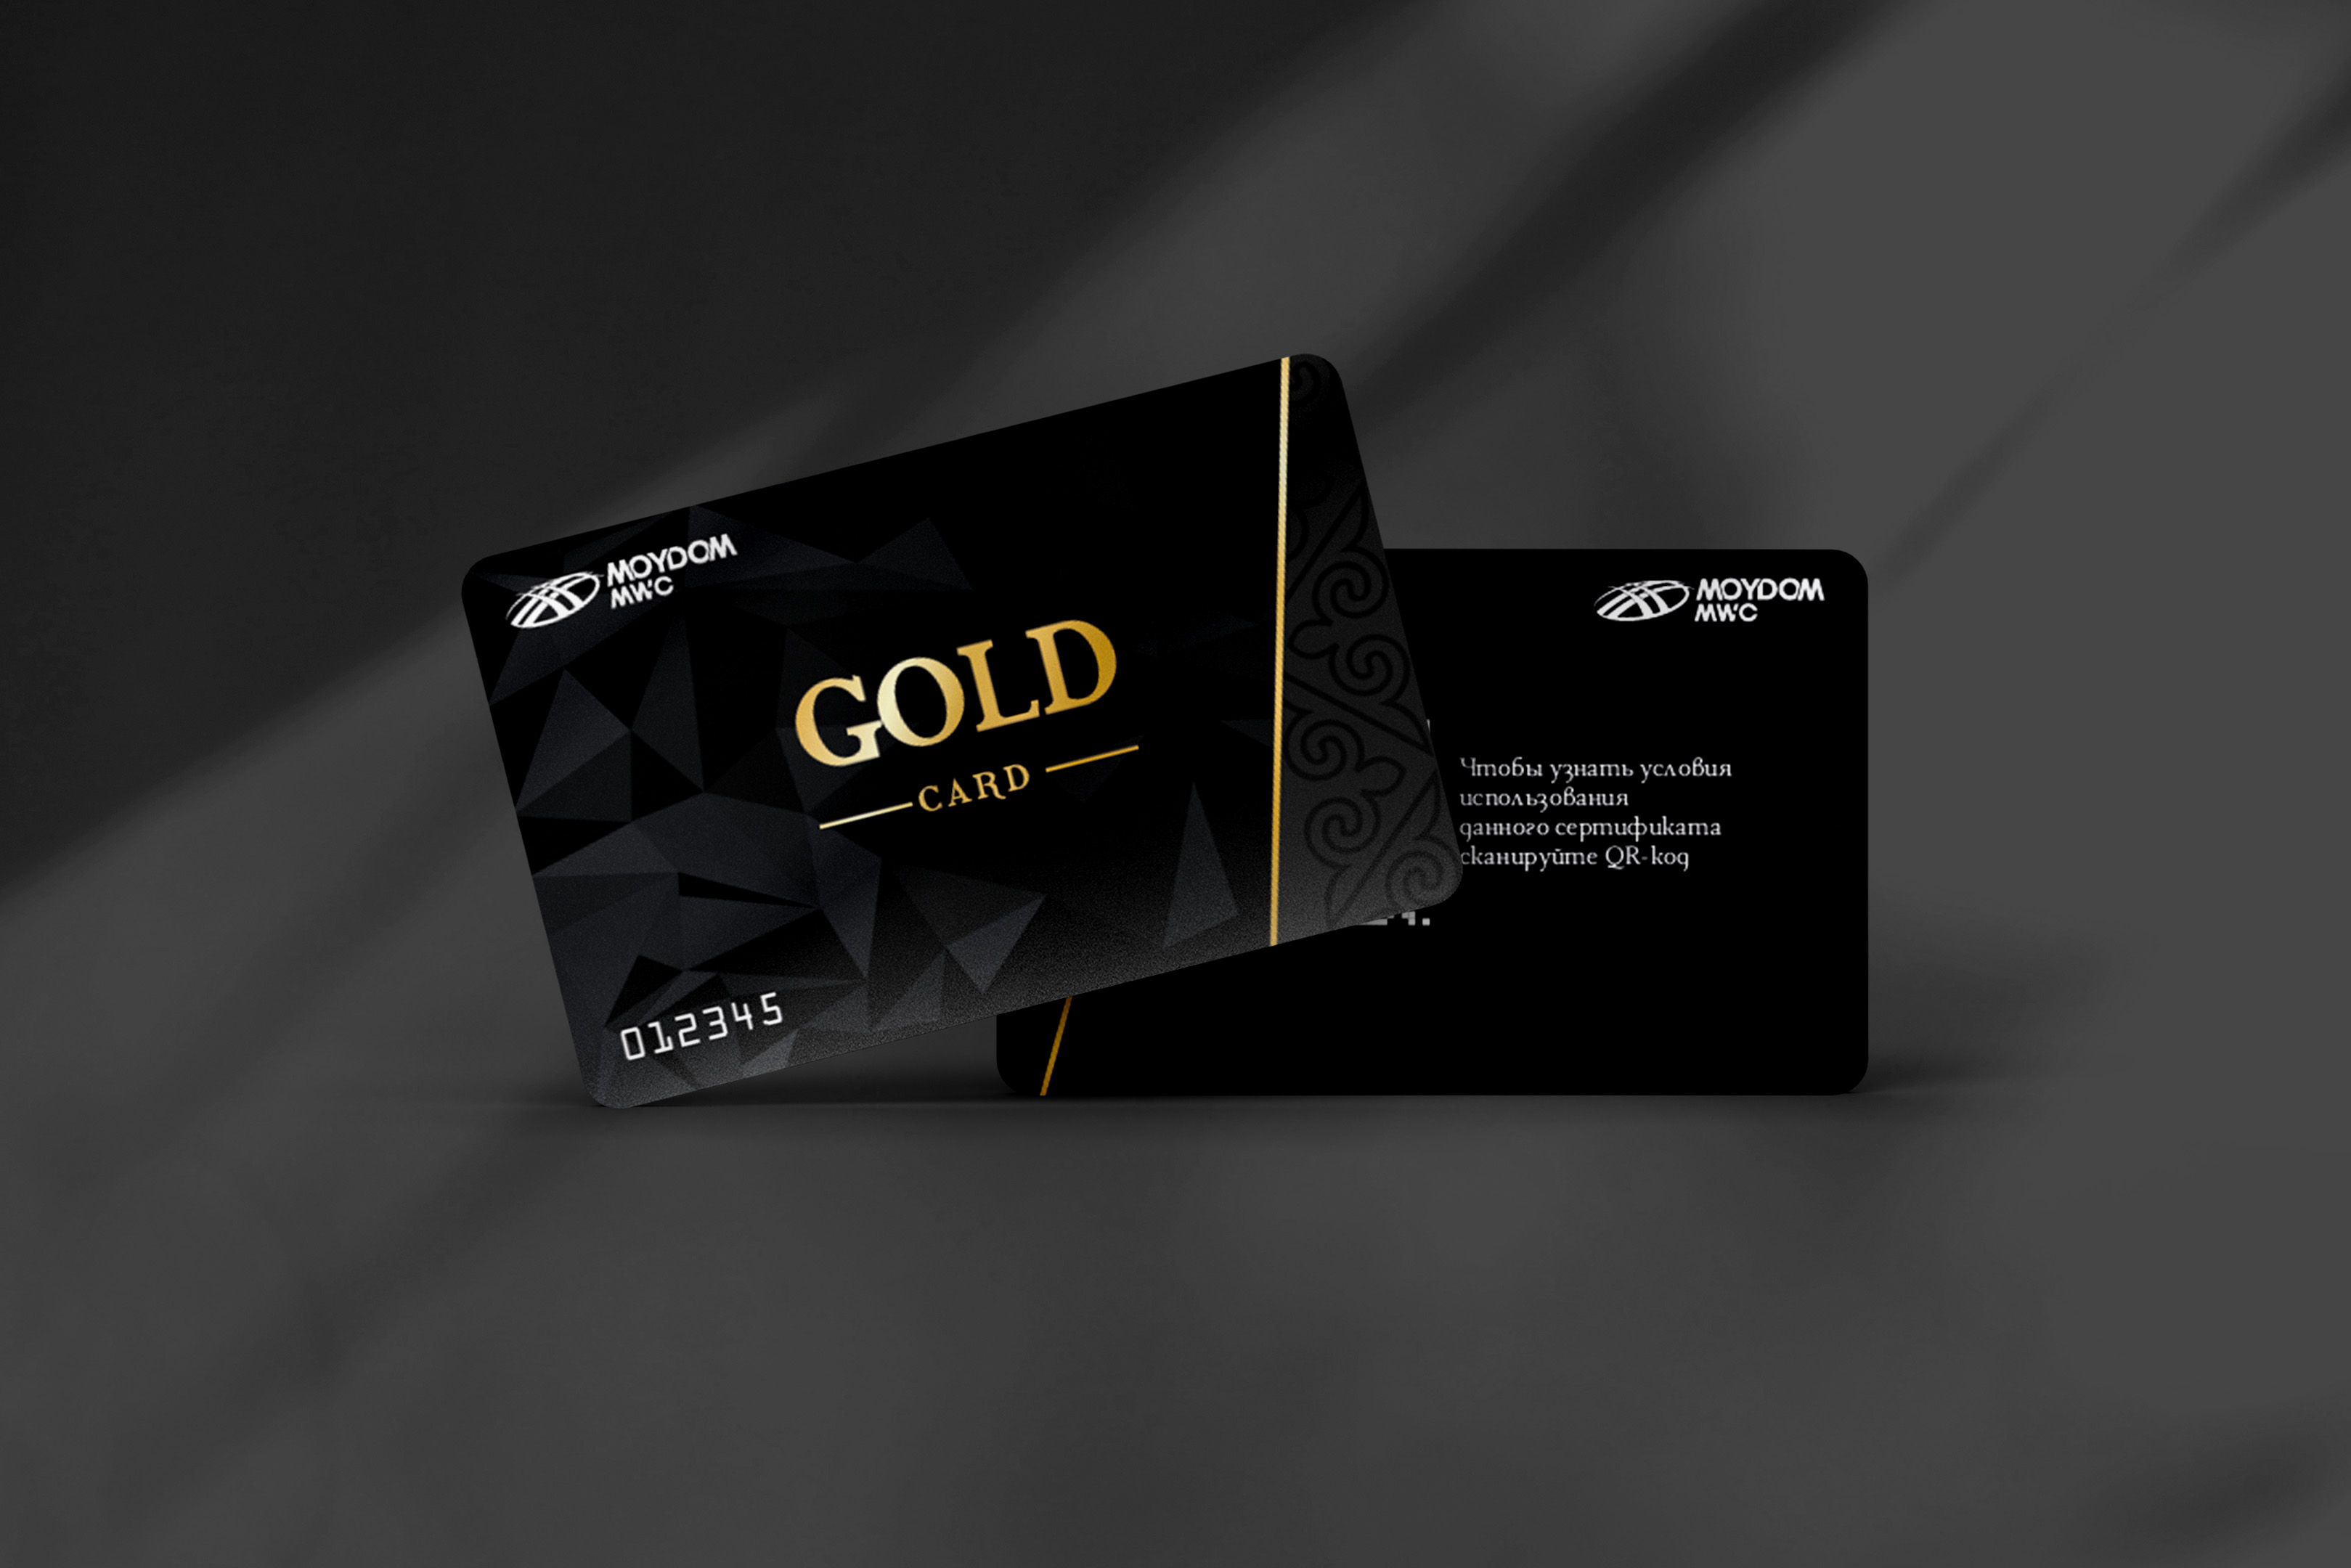 MOYDOM
MWC
GOLD
CARD
012345
MOYDOM
MWC
Чтобы узнать условия
использования
данного сертификата
сканируйте QR-код